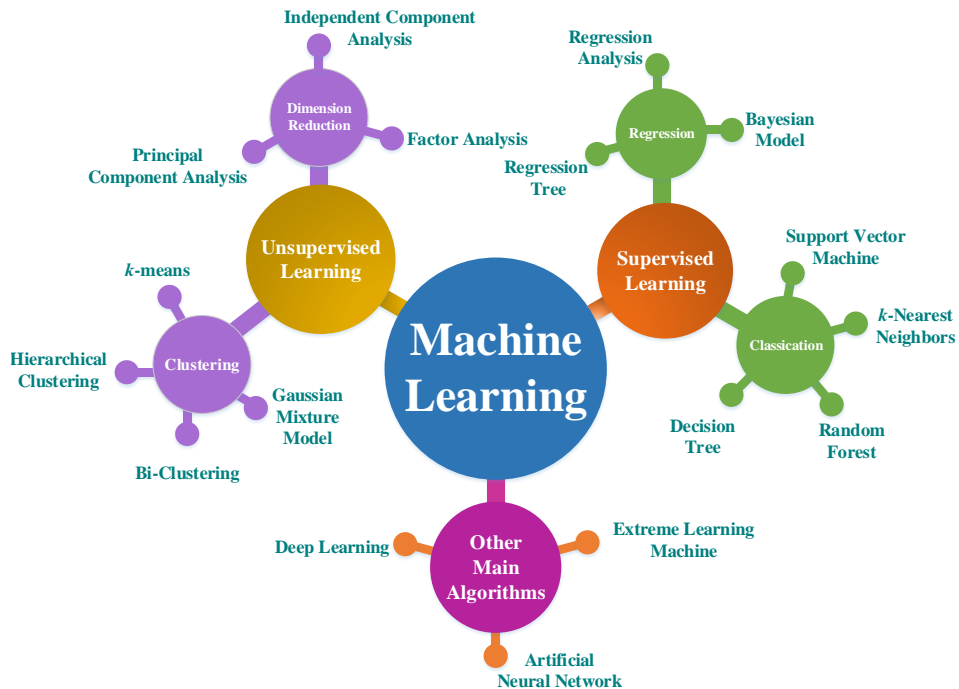 Independent Component
Analysis
Dimension
Reduction
Factor Analysis
Principal
Component Analysis
Unsupervised
Learning
k-means
Hierarchical
Clustering
Clustering
Gaussian
Mixture
Model
Bi-Clustering
Machine
Learning
Regression
Analysis
Regression
Bayesian
Model
Regression
Tree
Supervised
Learning
Support Vector
Machine
k-Nearest
Neighbors
Classication
Decision
Tree
Random
Forest
Other
Main
Algorithms
Deep Learning
Extreme Learning
Machine
Artificial
Neural Network